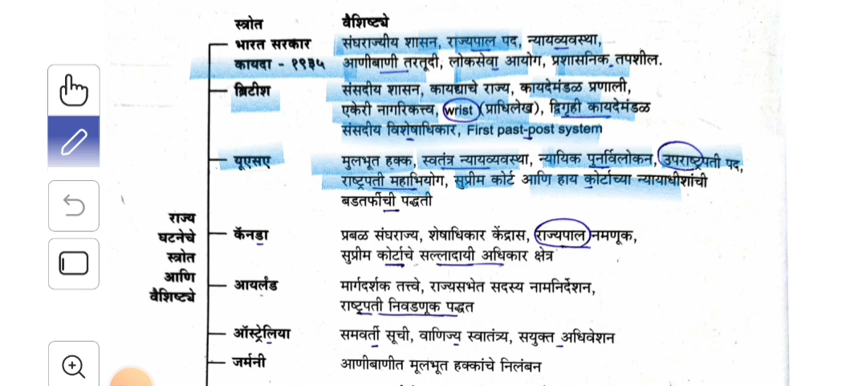 स्त्रोत वैशिष्ट्ये
भारत सरकार संघराज्यीय शासन, राज्यपाल पद, न्यायव्यवस्था,
कायदा - १९३५ आणीबाणी तरतूदी, लोकसेवा आयोग, प्रशासनिक तपशील.
ब्रिटीश संसदीय शासन, कायद्याचे राज्य, कायदेमंडळ प्रणाली,
एकेरी नागरिकत्त्व, wrist (प्राधिलेख), द्विगृही कायदेमंडळ
संसदीय विशेषाधिकार, First past-post system
यूएसए मुलभूत हक्क, स्वतंत्र न्यायव्यवस्था, न्यायिक पुनर्विलोकन, उपराष्ट्रपती पद,
राष्ट्रपती महाभियोग, सुप्रीम कोर्ट आणि हाय कोर्टाच्या न्यायाधीशांची
बडतर्फीची पद्धती
राज्य
घटनेचे
स्त्रोत
आणि
वैशिष्ट्ये
कॅनडा प्रबळ संघराज्य, शेषाधिकार केंद्रास, राज्यपाल नमणूक,
सुप्रीम कोर्टाचे सल्लादायी अधिकार क्षेत्र
आयर्लंड मार्गदर्शक तत्त्वे, राज्यसभेत सदस्य नामनिर्देशन,
राष्ट्रपती निवडणूक पद्धत
ऑस्ट्रेलिया समवर्ती सूची, वाणिज्य स्वातंत्र्य, सयुक्त अधिवेशन
जर्मनी आणीबाणीत मूलभूत हक्कांचे निलंबन